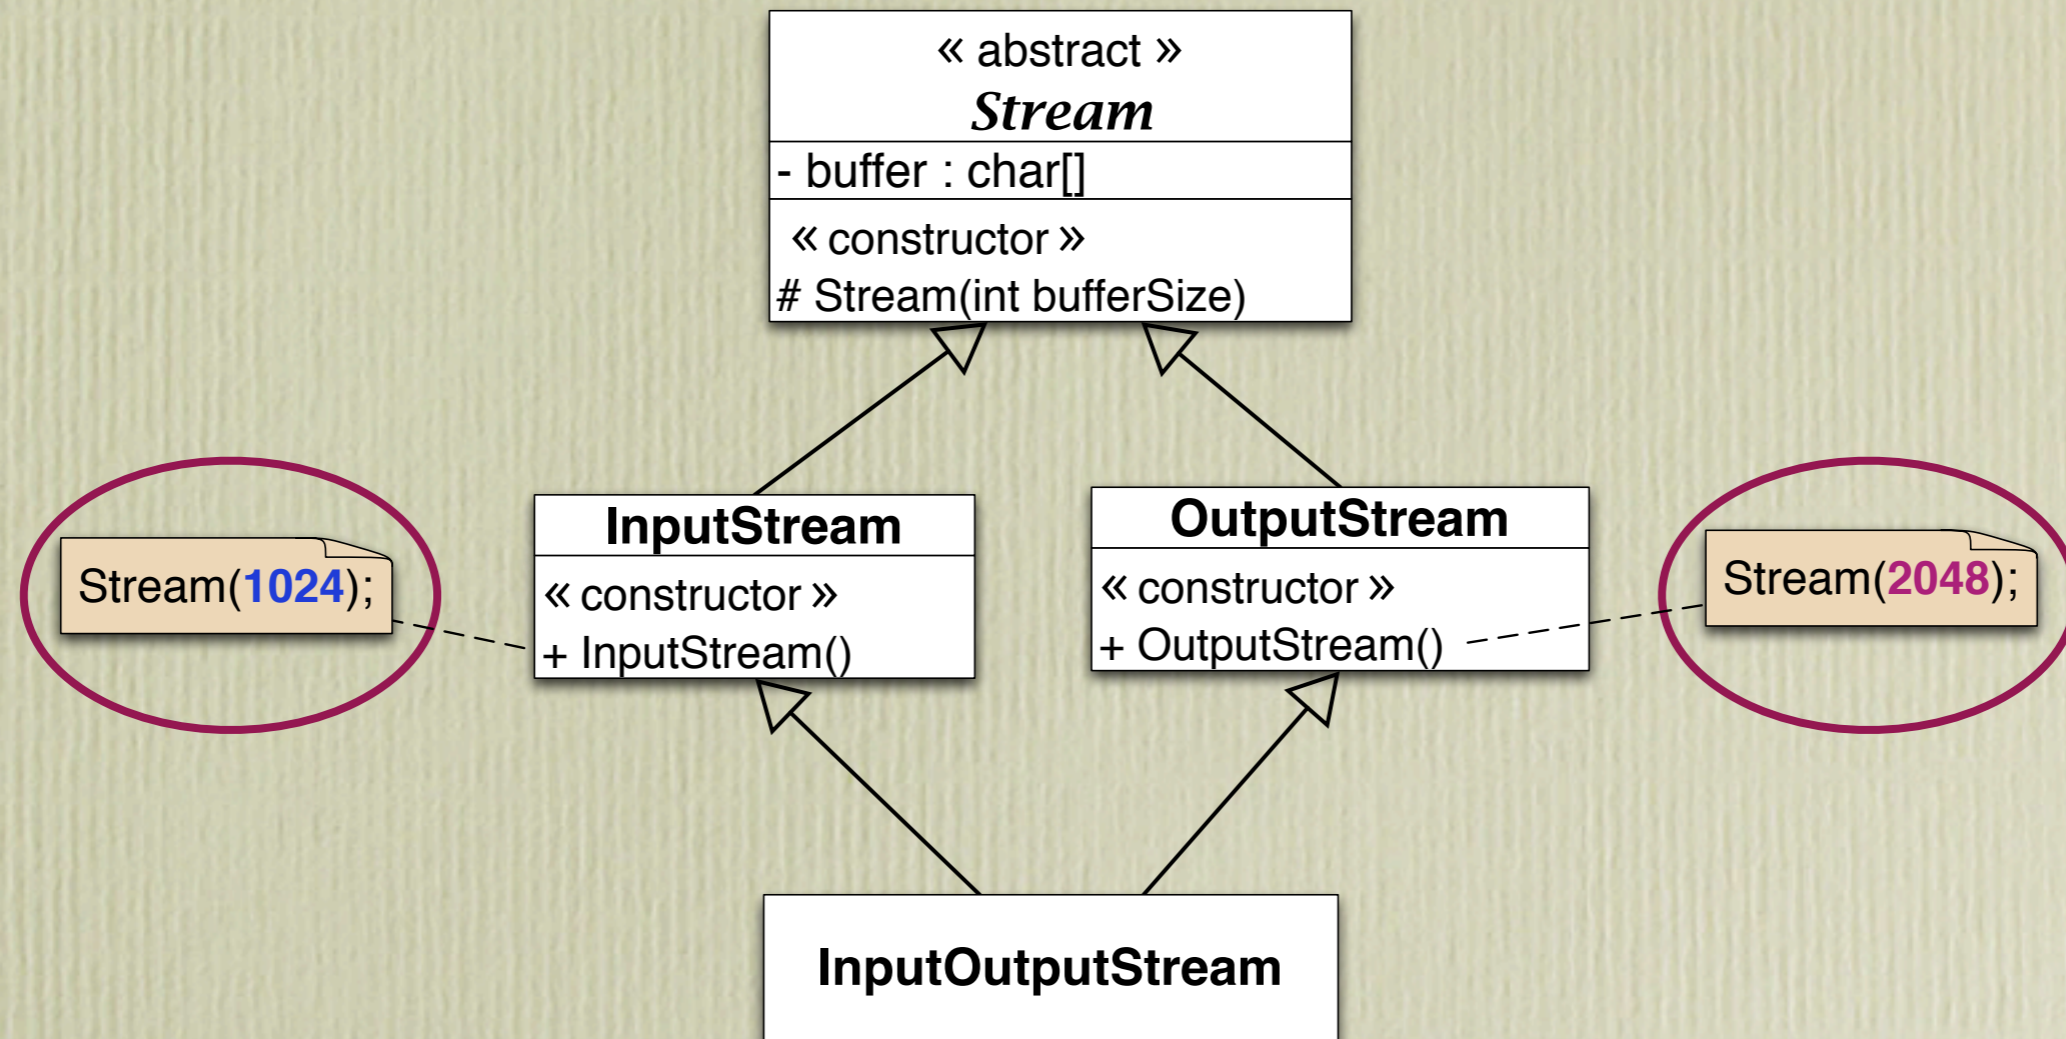 « abstract »
Stream
- buffer : char[]
« constructor »
# Stream(int bufferSize)
Stream(1024);
InputStream
« constructor »
+ InputStream()
OutputStream
« constructor »
+ OutputStream()
Stream(2048);
InputOutputStream